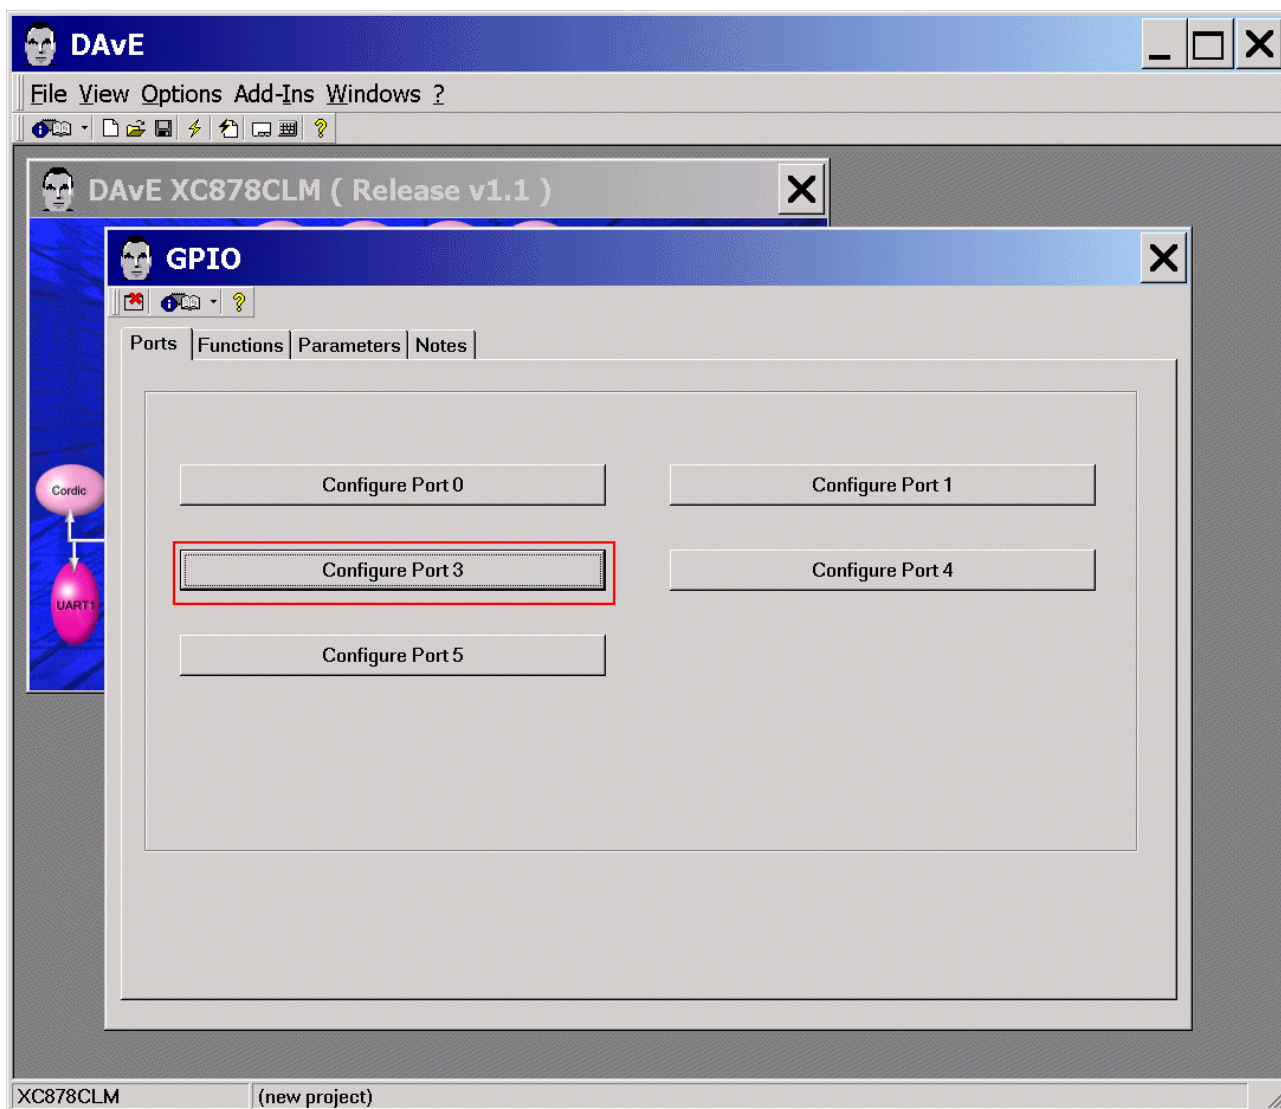 DAvE
File View Options Add-Ins Windows ?
DAvE XC878CLM ( Release v1.1 )
GPIO
Ports Functions Parameters Notes
Configure Port 0 Configure Port 1
Cordic
Configure Port 3 Configure Port 4
UART1
Configure Port 5
XC878CLM (new project)